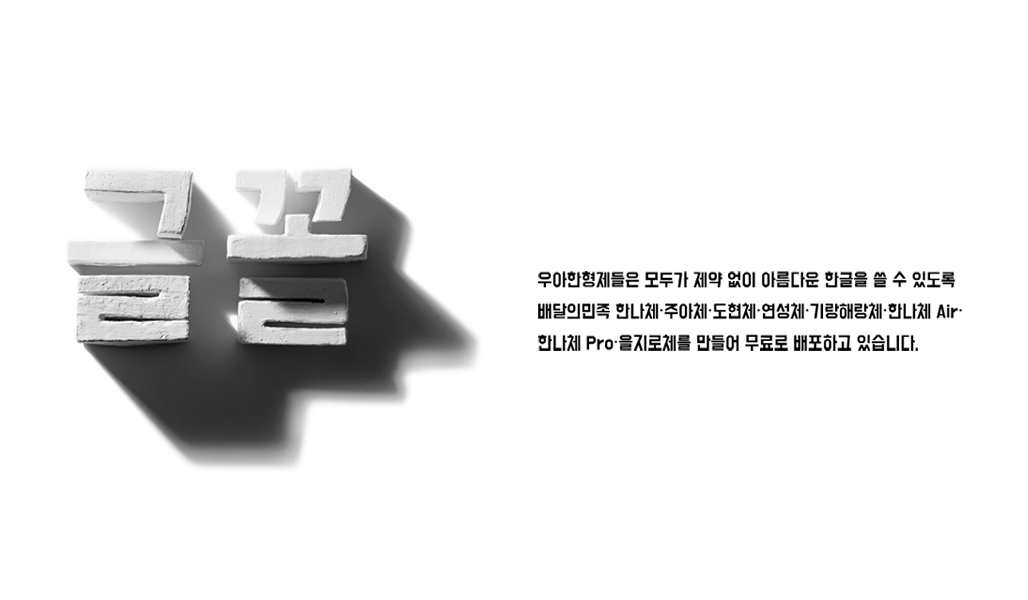 글꼴
우아한형제들은 모두가 제약 없이 아름다운 한글을 쓸 수 있도록
배달의민족 한나체·주아체·도현체·연성체·기랑해랑체·한나체 Air·
한나체 Pro·을지로체를 만들어 무료로 배포하고 있습니다.